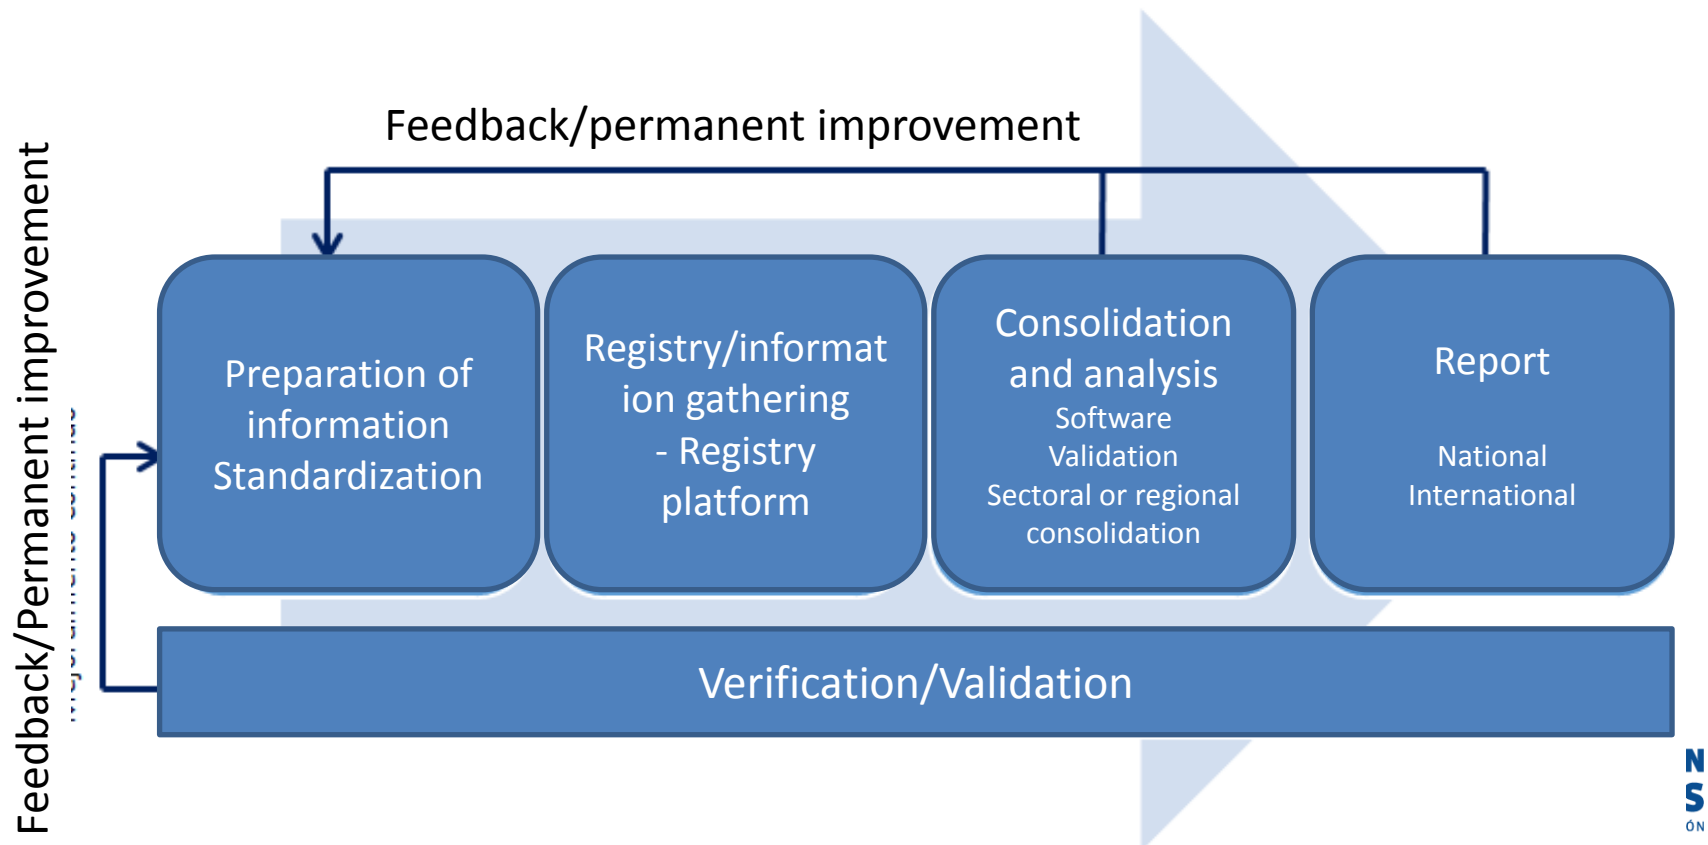 Feedback/permanent improvement
Feedback/Permanent improvement
Preparation of
information
Standardization
Registry/informat
ion gathering
- Registry
platform
Consolidation
and analysis
Software
Validation
Sectoral or regional
consolidation
Report
National
International
Verification/Validation
N
S
ÓN